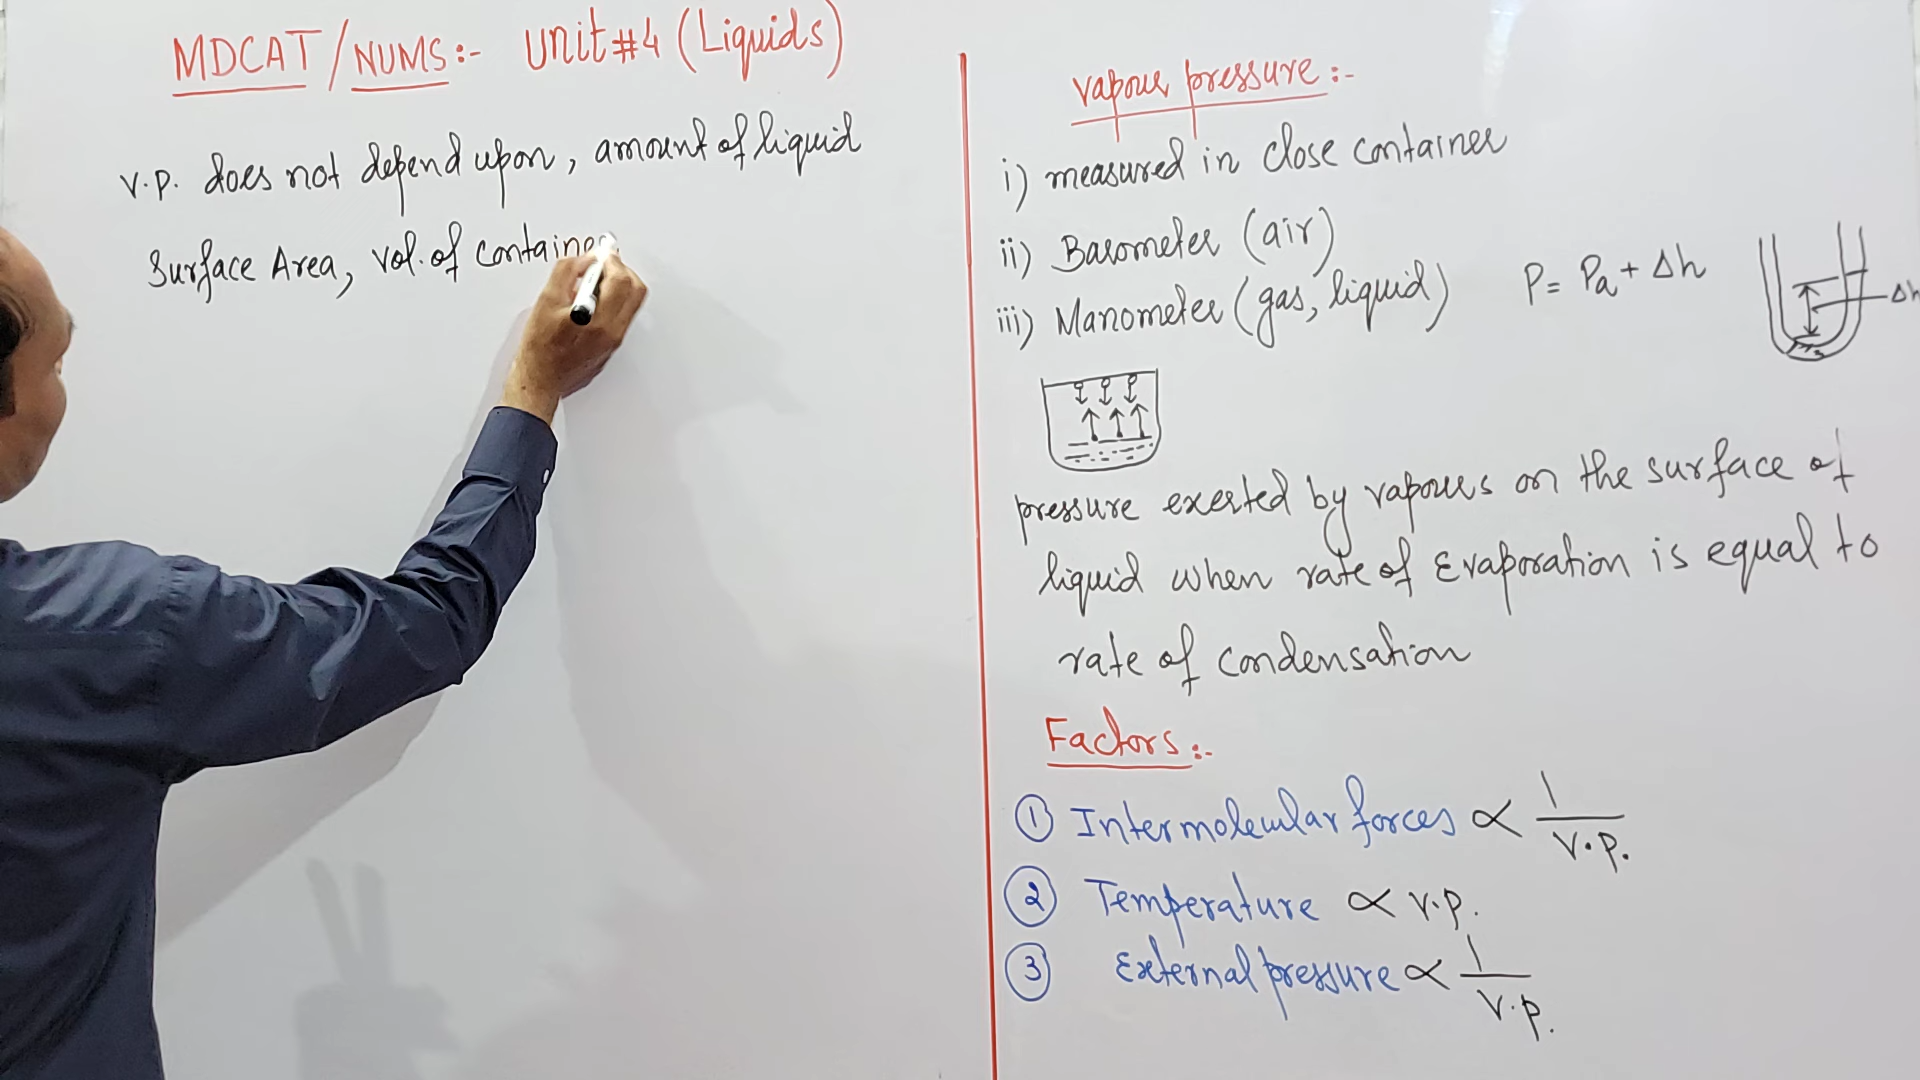 MDCAT/NUMS:- Unit#4 (Liquids)
V.P. does not depend upon, amount of liquid
Surface Area, Vol. of container
Vapour pressure:-
i) measured in close container
ii) Barometer (air)
iii) Manometer (gas, liquid) P = Pa + Δh
Δh
pressure exerted by vapours on the surface of
liquid when rate of Evaporation is equal to
rate of condensation
Factors:-
① Intermolecular forces ∝ 1/V.P.
② Temperature ∝ V.P.
③ External pressure ∝ 1/V.P.